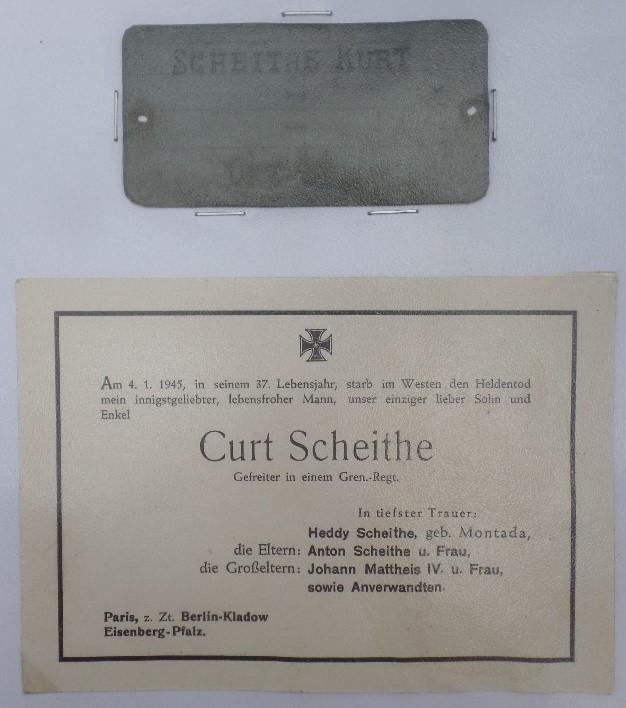 SCHEITHE KURT
Am 4. 1. 1945, in seinem 37. Lebensjahr, starb im Westen den Heldentod
mein innigstgeliebter, lebensfroher Mann, unser einziger lieber Sohn und
Enkel
Curt Scheithe
Gefreiter in einem Gren.-Regt.
In tiefster Trauer:
Heddy Scheithe, geb. Montada,
die Eltern: Anton Scheithe u. Frau,
die Großeltern: Johann Mattheis IV. u. Frau,
sowie Anverwandten.
Paris, z. Zt. Berlin-Kladow
Eisenberg-Pfalz.